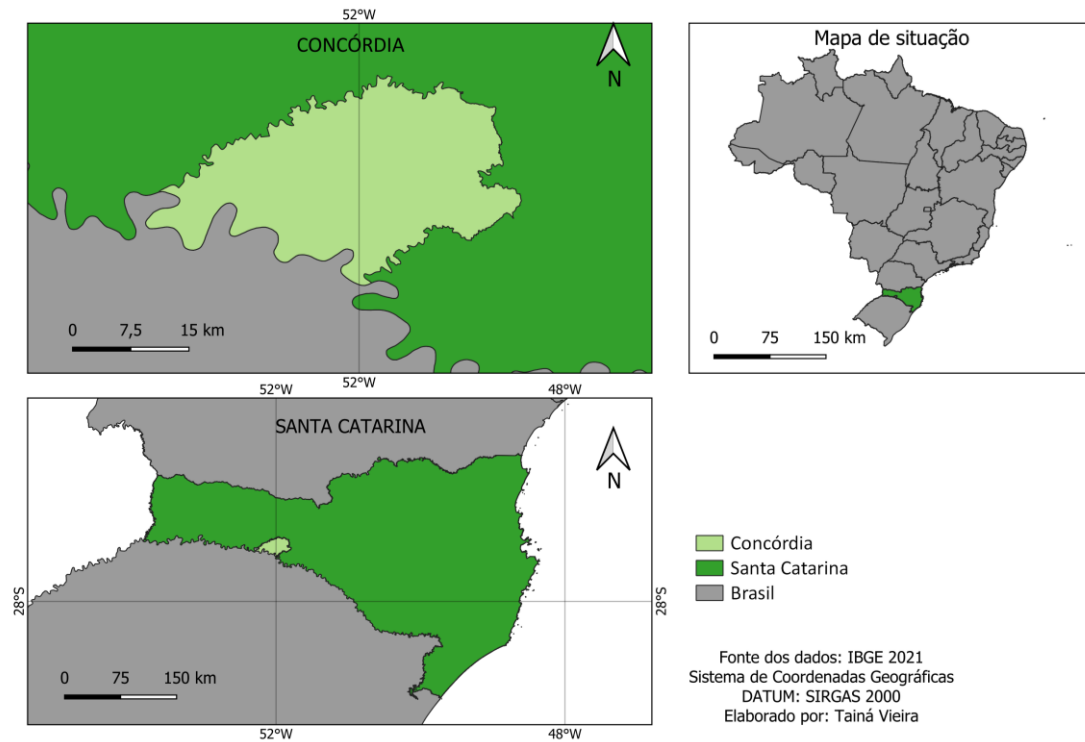 52°W
CONCÓRDIA
N
0 7,5 15 km
52°W
Mapa de situação
0 75 150 km
52°W
48°W
SANTA CATARINA
N
28°S
28°S
0 75 150 km
52°W
48°W
Concórdia
Santa Catarina
Brasil
Fonte dos dados: IBGE 2021
Sistema de Coordenadas Geográficas
DATUM: SIRGAS 2000
Elaborado por: Tainá Vieira